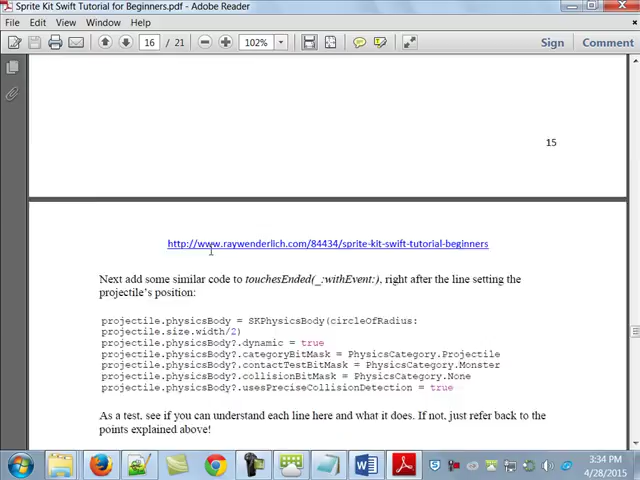 Sprite Kit Swift Tutorial for Beginners.pdf - Adobe Reader
File Edit View Window Help
16 / 21 102% Sign Comment
15
http://www.raywenderlich.com/84434/sprite-kit-swift-tutorial-beginners
Next add some similar code to touchesEnded(_:withEvent:), right after the line setting the
projectile's position:
projectile.physicsBody = SKPhysicsBody(circleOfRadius:
projectile.size.width/2)
projectile.physicsBody?.dynamic = true
projectile.physicsBody?.categoryBitMask = PhysicsCategory.Projectile
projectile.physicsBody?.contactTestBitMask = PhysicsCategory.Monster
projectile.physicsBody?.collisionBitMask = PhysicsCategory.None
projectile.physicsBody?.usesPreciseCollisionDetection = true
As a test, see if you can understand each line here and what it does. If not, just refer back to the
points explained above!
3:34 PM
4/28/2015